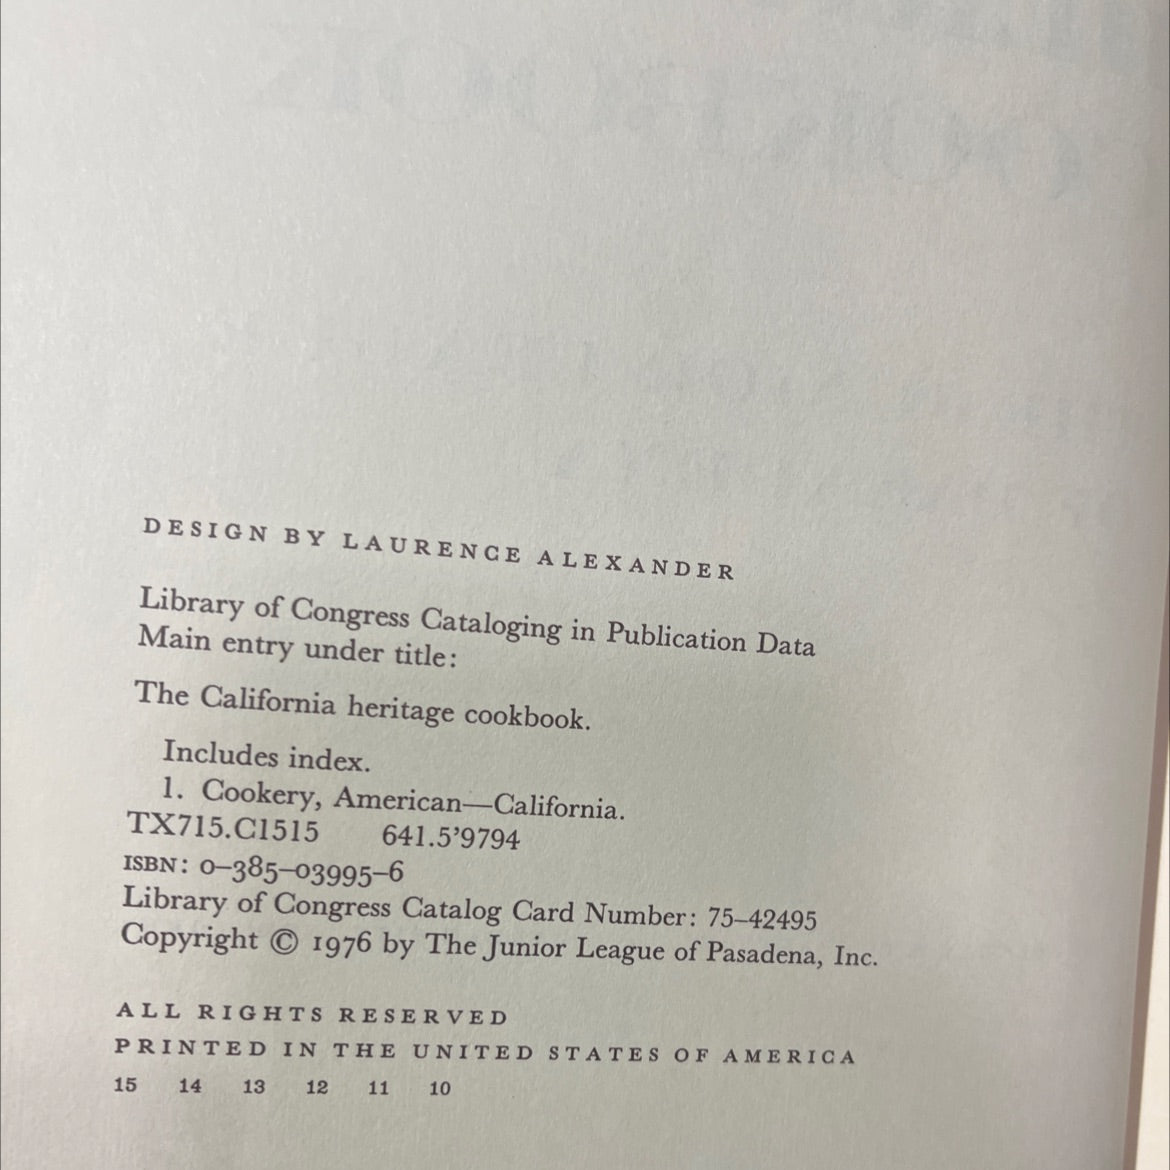 DESIGN BY LAURENCE ALEXANDER
Library of Congress Cataloging in Publication Data
Main entry under title:
The California heritage cookbook.
Includes index.
1. Cookery, American—California.
TX715.C1515 641.5’9794
ISBN: 0–385–03995–6
Library of Congress Catalog Card Number: 75–42495
Copyright © 1976 by The Junior League of Pasadena, Inc.
ALL RIGHTS RESERVED
PRINTED IN THE UNITED STATES OF AMERICA
15 14 13 12 11 10